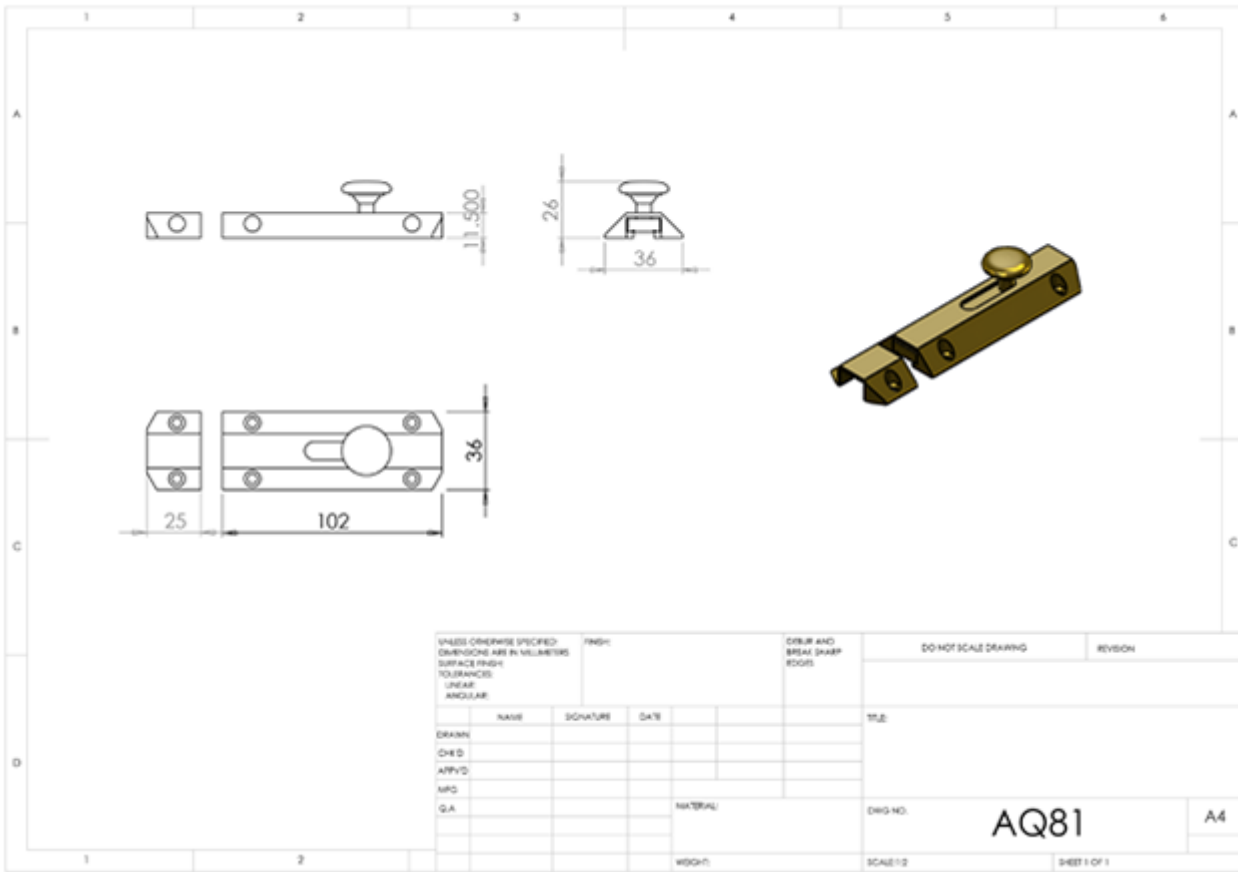 1 2 3 4 5 6
A A
11,500
26
36
B B
36
25 102
C C
UNLESS OTHERWISE SPECIFIED:
DIMENSIONS ARE IN MILLIMETERS
SURFACE FINISH:
TOLERANCES:
LINEAR:
ANGULAR:
FINISH:
DEBUR AND
BREAK SHARP
EDGES
DO NOT SCALE DRAWING REVISION
NAME SIGNATURE DATE
TITLE:
DRAWN
CHK'D
APPV'D
MFG
Q.A
D
MATERIAL:
DWG NO.
AQ81
A4
WEIGHT:
SCALE:1:2
SHEET 1 OF 1
1 2